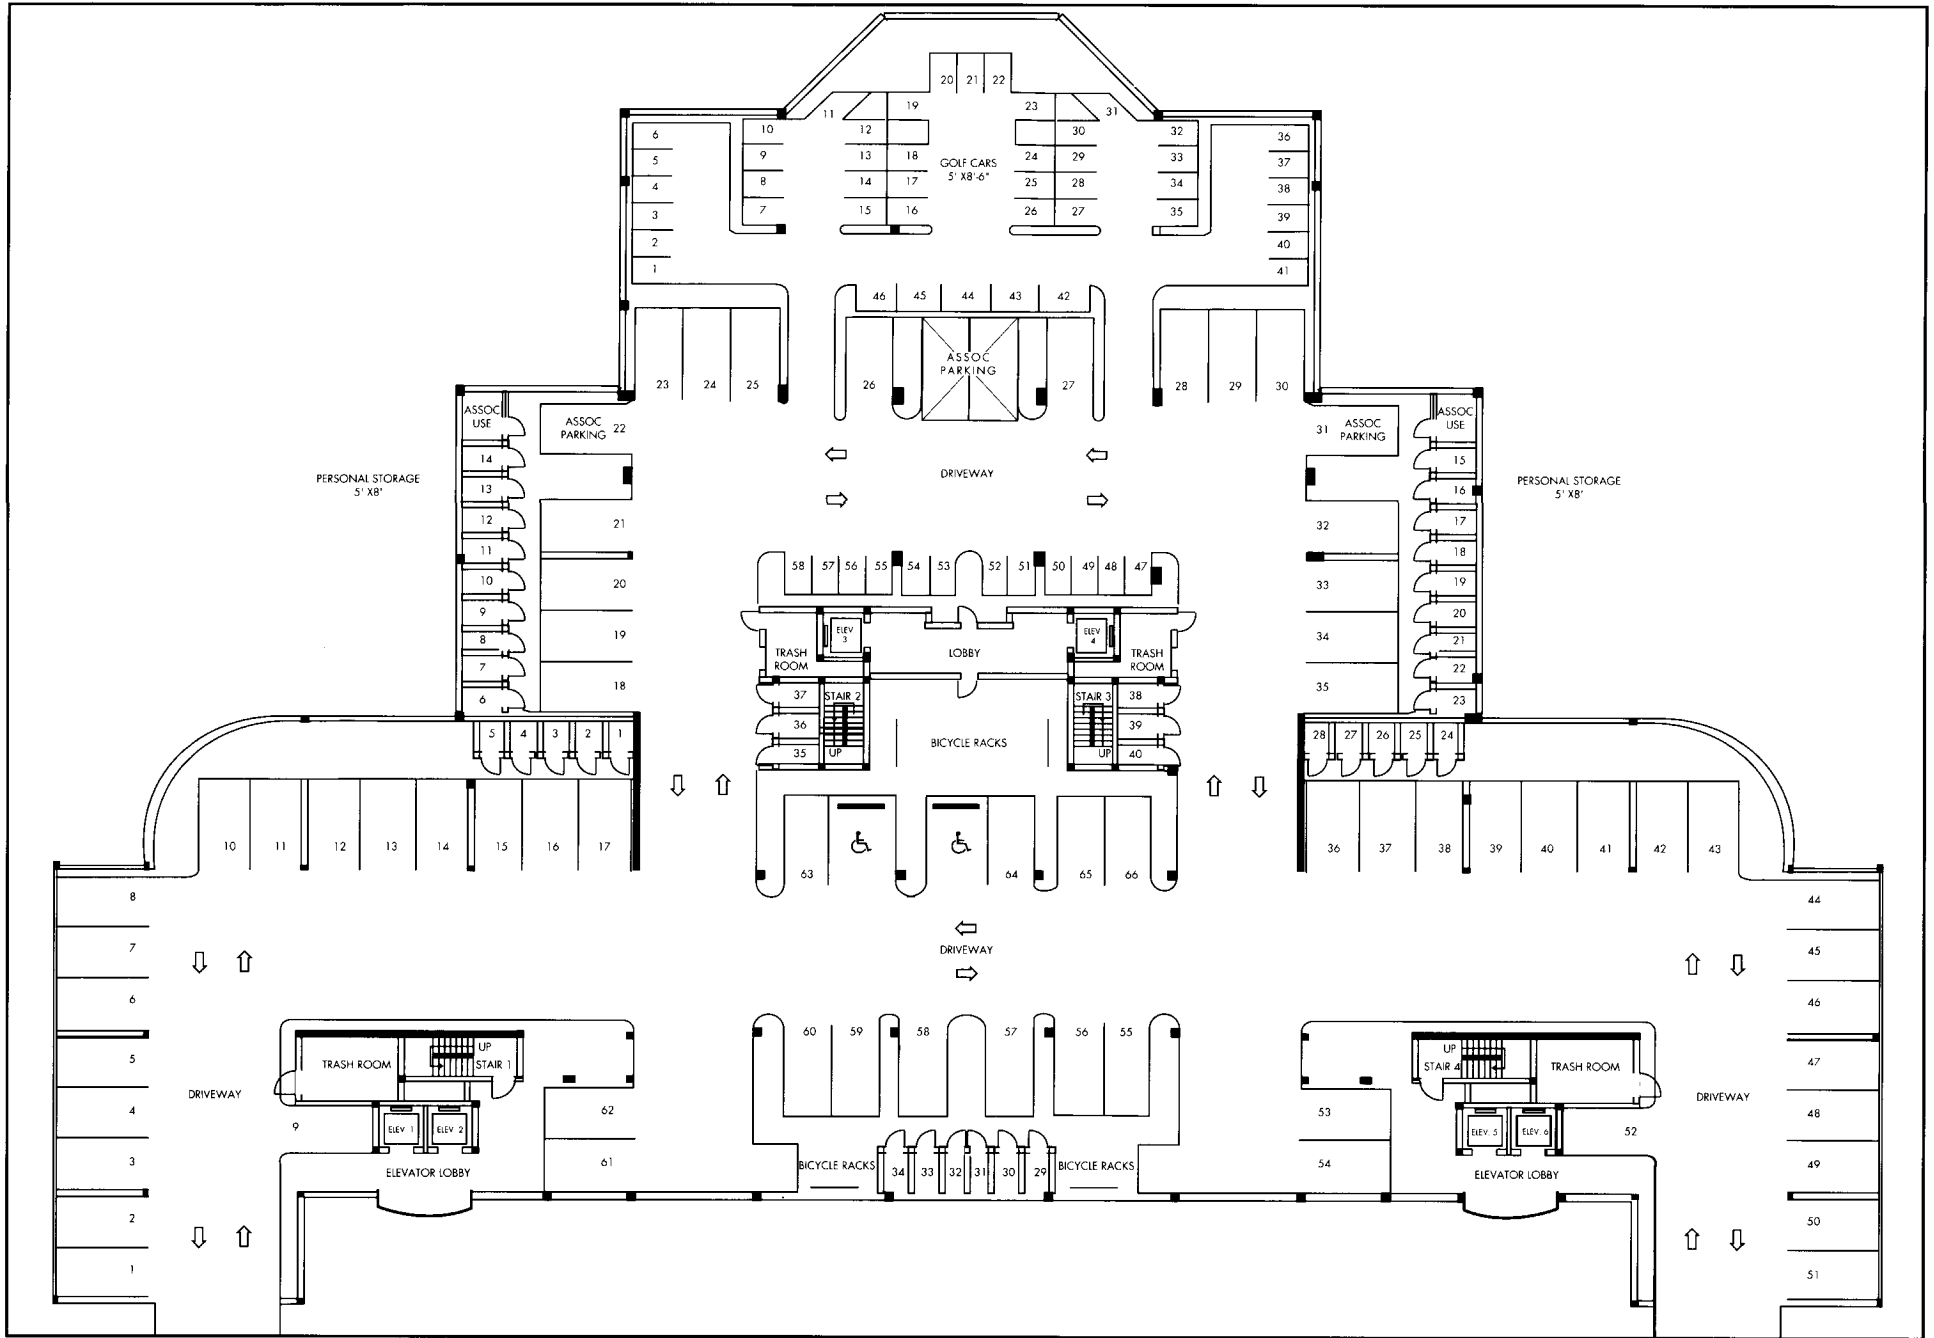 20 21 22
11 19 23 31
6 10 12 30 32 36
5 9 13 18 24 29 33 37
GOLF CARS
5' X8'-6"
4 8 14 17 25 28 34 38
3 7 15 16 26 27 35 39
2 40
1 41
46 45 44 43 42
ASSOC
PARKING
23 24 25 26 27 28 29 30
ASSOC
USE
ASSOC
PARKING 22
31 ASSOC
PARKING
ASSOC
USE
14 15
PERSONAL STORAGE
5' X8'
DRIVEWAY
PERSONAL STORAGE
5' X8'
13 16
12 21 32 17
11 18
58 57 56 55 54 53 52 51 50 49 48 47
10 20 33 19
9 20
ELEV
3
ELEV
4
8 19 34 21
TRASH
ROOM
LOBBY
TRASH
ROOM
7 22
6 18 35 23
37 STAIR 2 STAIR 3 38
36 39
5 4 3 2 1 28 27 26 25 24
BICYCLE RACKS
35 UP UP 40
10 11 12 13 14 15 16 17 36 37 38 39 40 41 42 43
63 64 65 66
8 44
7 DRIVEWAY 45
6 46
60 59 58 57 56 55
UP UP
5 TRASH ROOM STAIR 1 STAIR 4 TRASH ROOM 47
DRIVEWAY DRIVEWAY
4 62 53 48
9 ELEV. 1 ELEV. 2 ELEV. 5 ELEV. 6 52
3 61 54 49
BICYCLE RACKS 34 33 32 31 30 29 BICYCLE RACKS
ELEVATOR LOBBY ELEVATOR LOBBY
2 50
1 51